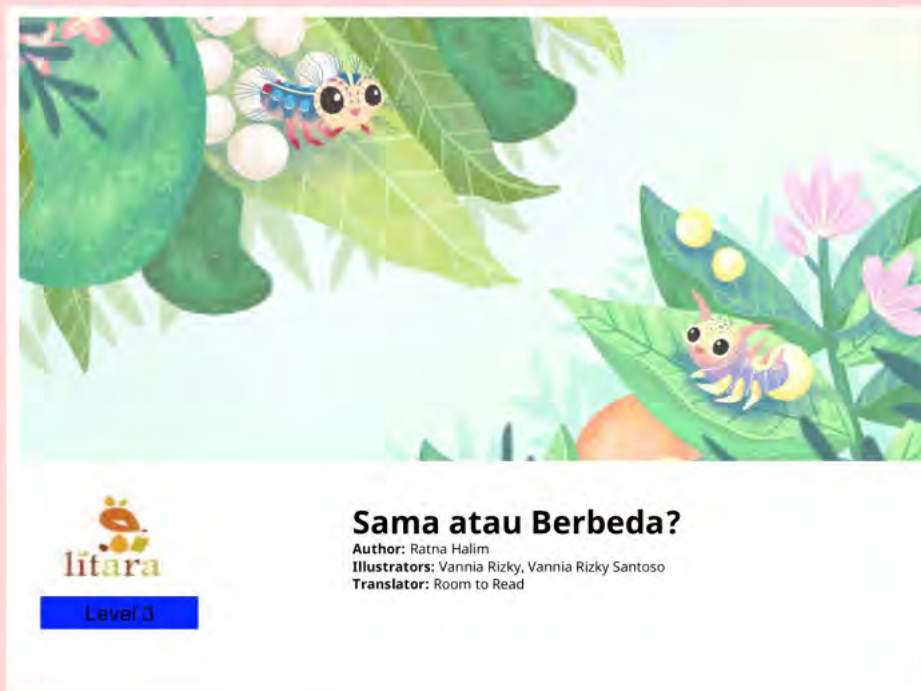 Sama atau Berbeda?
Author: Ratna Halim
Illustrators: Vannia Rizky, Vannia Rizky Santoso
Translator: Room to Read
litara
Level 3